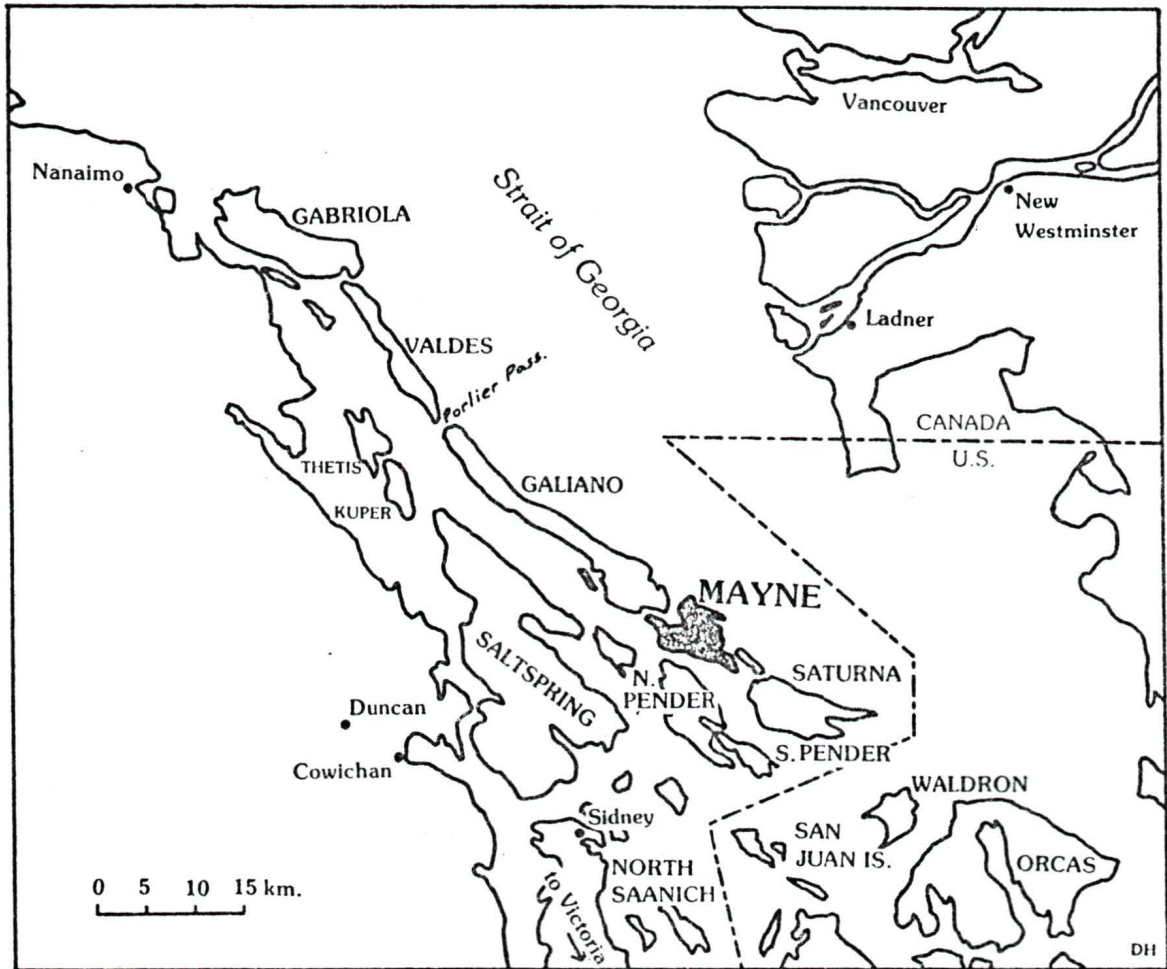 Vancouver
Nanaimo
Strait of Georgia
New
Westminster
GABRIOLA
Ladner
VALDES
Porlier Pass.
CANADA
U.S.
THETIS
GALIANO
KUPER
MAYNE
SALTSPRING
N.
PENDER
SATURNA
Duncan
S. PENDER
Cowichan
WALDRON
Sidney
SAN
JUAN IS.
ORCAS
NORTH
SAANICH
0 5 10 15 km.
to Victoria
DH